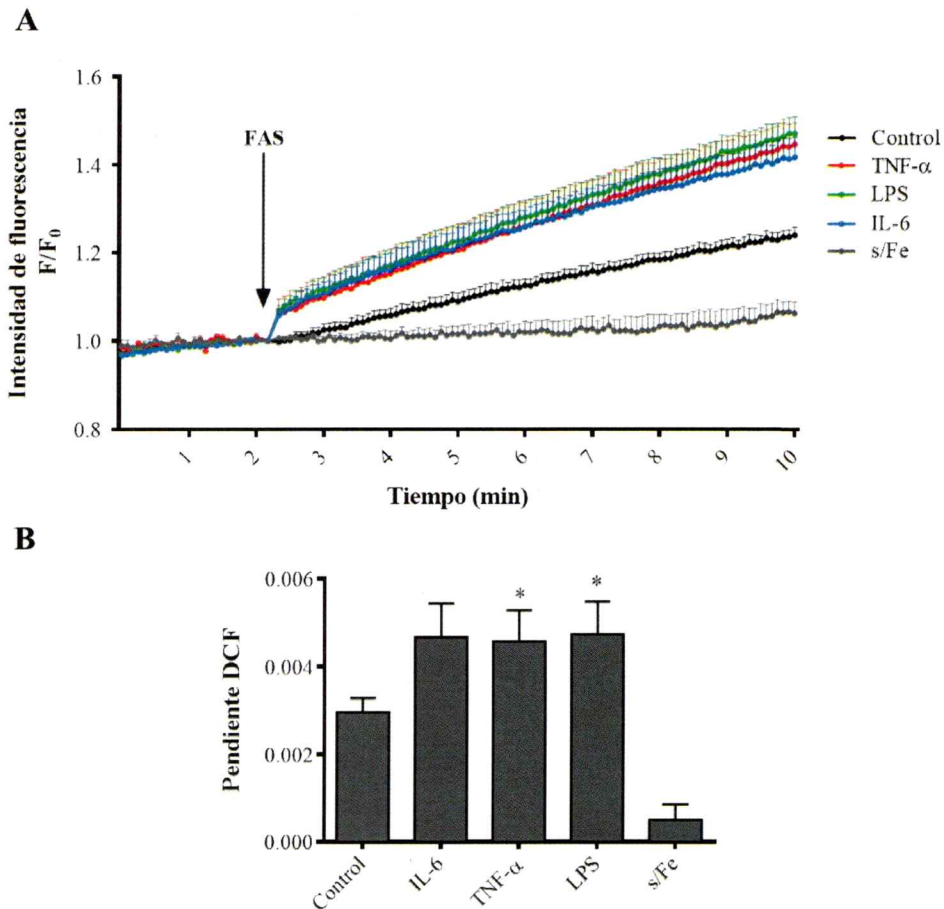 A
Intensidad de fluorescencia
F/F₀
1.6
1.4
1.2
1.0
0.8
FAS
Control
TNF-α
LPS
IL-6
s/Fe
1 2 3 4 5 6 7 8 9 10
Tiempo (min)
B
Pendiente DCF
0.006
0.004
0.002
0.000
* *
Control IL-6 TNF-α LPS s/Fe